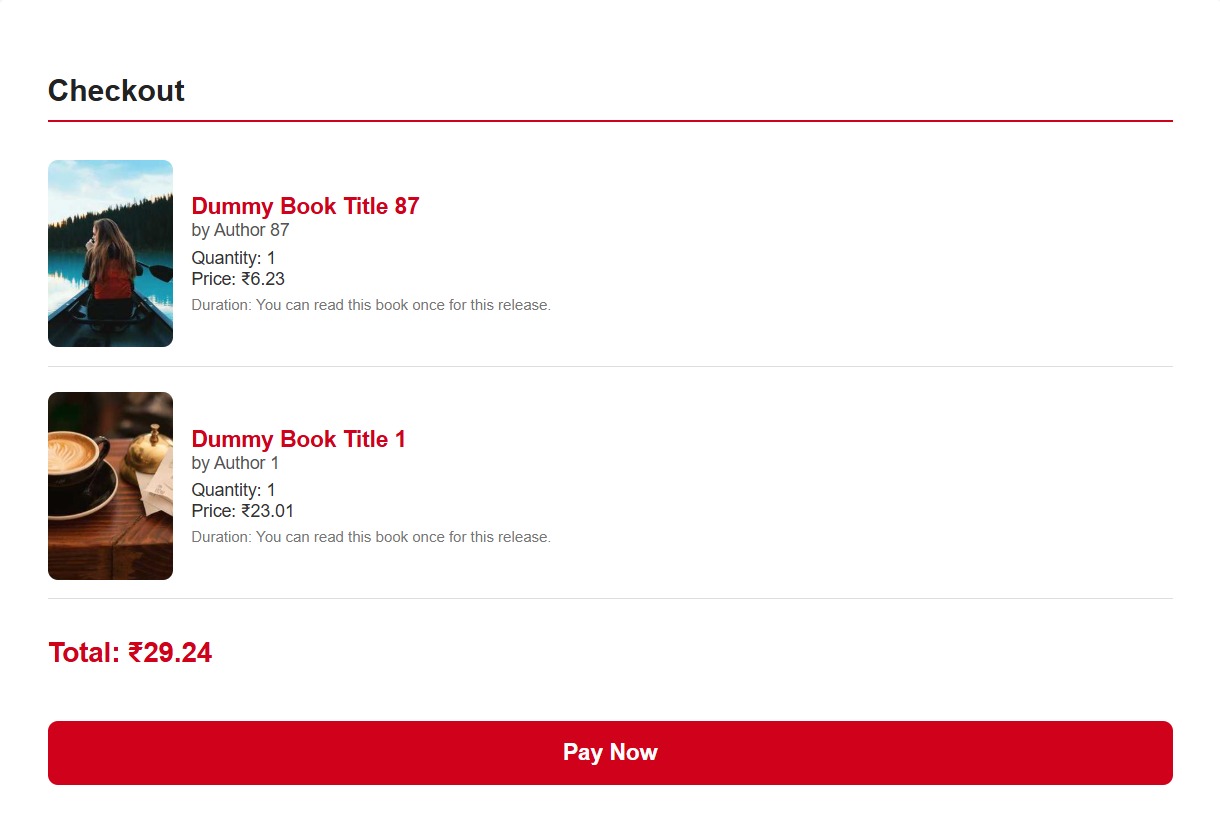 Checkout
Dummy Book Title 87
by Author 87
Quantity: 1
Price: ₹6.23
Duration: You can read this book once for this release.
Dummy Book Title 1
by Author 1
Quantity: 1
Price: ₹23.01
Duration: You can read this book once for this release.
Total: ₹29.24
Pay Now